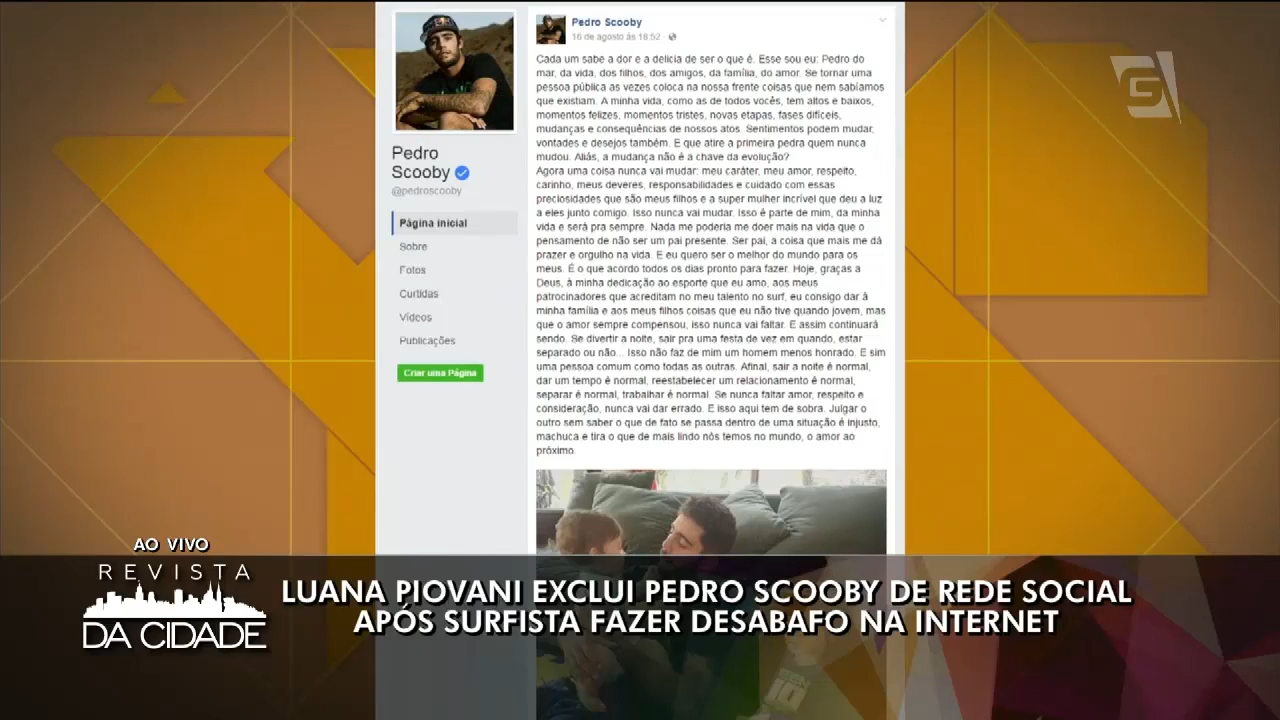 Pedro Scooby
16 de agosto às 18:52
Cada um sabe a dor e a delicia de ser o que é. Esse sou eu: Pedro do
mar, da vida, dos filhos, dos amigos, da família, do amor. Se tornar uma
pessoa pública as vezes coloca na nossa frente coisas que nem sabíamos
que existiam. A minha vida, como as de todos vocês, tem altos e baixos,
momentos felizes, momentos tristes, novas etapas, fases difíceis,
mudanças e consequências de nossos atos. Sentimentos podem mudar,
vontades e desejos também. E que atire a primeira pedra quem nunca
mudou. Aliás, a mudança não é a chave da evolução?
Agora uma coisa nunca vai mudar: meu caráter, meu amor, respeito,
carinho, meus deveres, responsabilidades e cuidado com essas
preciosidades que são meus filhos e a super mulher incrível que deu a luz
a eles junto comigo. Isso nunca vai mudar. Isso é parte de mim, da minha
vida e será pra sempre. Nada me poderia me doer mais na vida que o
pensamento de não ser um pai presente. Ser pai, a coisa que mais me dá
prazer e orgulho na vida. E eu quero ser o melhor do mundo para os
meus. É o que acordo todos os dias pronto para fazer. Hoje, graças a
Deus, à minha dedicação ao esporte que eu amo, aos meus
patrocinadores que acreditam no meu talento no surf, eu consigo dar à
minha família e aos meus filhos coisas que eu não tive quando jovem, mas
que o amor sempre compensou, isso nunca vai faltar. E assim continuará
sendo. Se divertir a noite, sair pra uma festa de vez em quando, estar
separado ou não... Isso não faz de mim um homem menos honrado. E sim
uma pessoa comum como todas as outras. Afinal, sair a noite é normal,
dar um tempo é normal, reestabelecer um relacionamento é normal,
separar é normal, trabalhar é normal. Se nunca faltar amor, respeito e
consideração, nunca vai dar errado. E isso aqui tem de sobra. Julgar o
outro sem saber o que de fato se passa dentro de uma situação é injusto,
machuca e tira o que de mais lindo nós temos no mundo, o amor ao
próximo.
Pedro
Scooby
@pedroscooby
Página inicial
Sobre
Fotos
Curtidas
Vídeos
Publicações
Criar uma Página
G
AO VIVO
REVISTA
DA CIDADE
LUANA PIOVANI EXCLUI PEDRO SCOOBY DE REDE SOCIAL
APÓS SURFISTA FAZER DESABAFO NA INTERNET
10